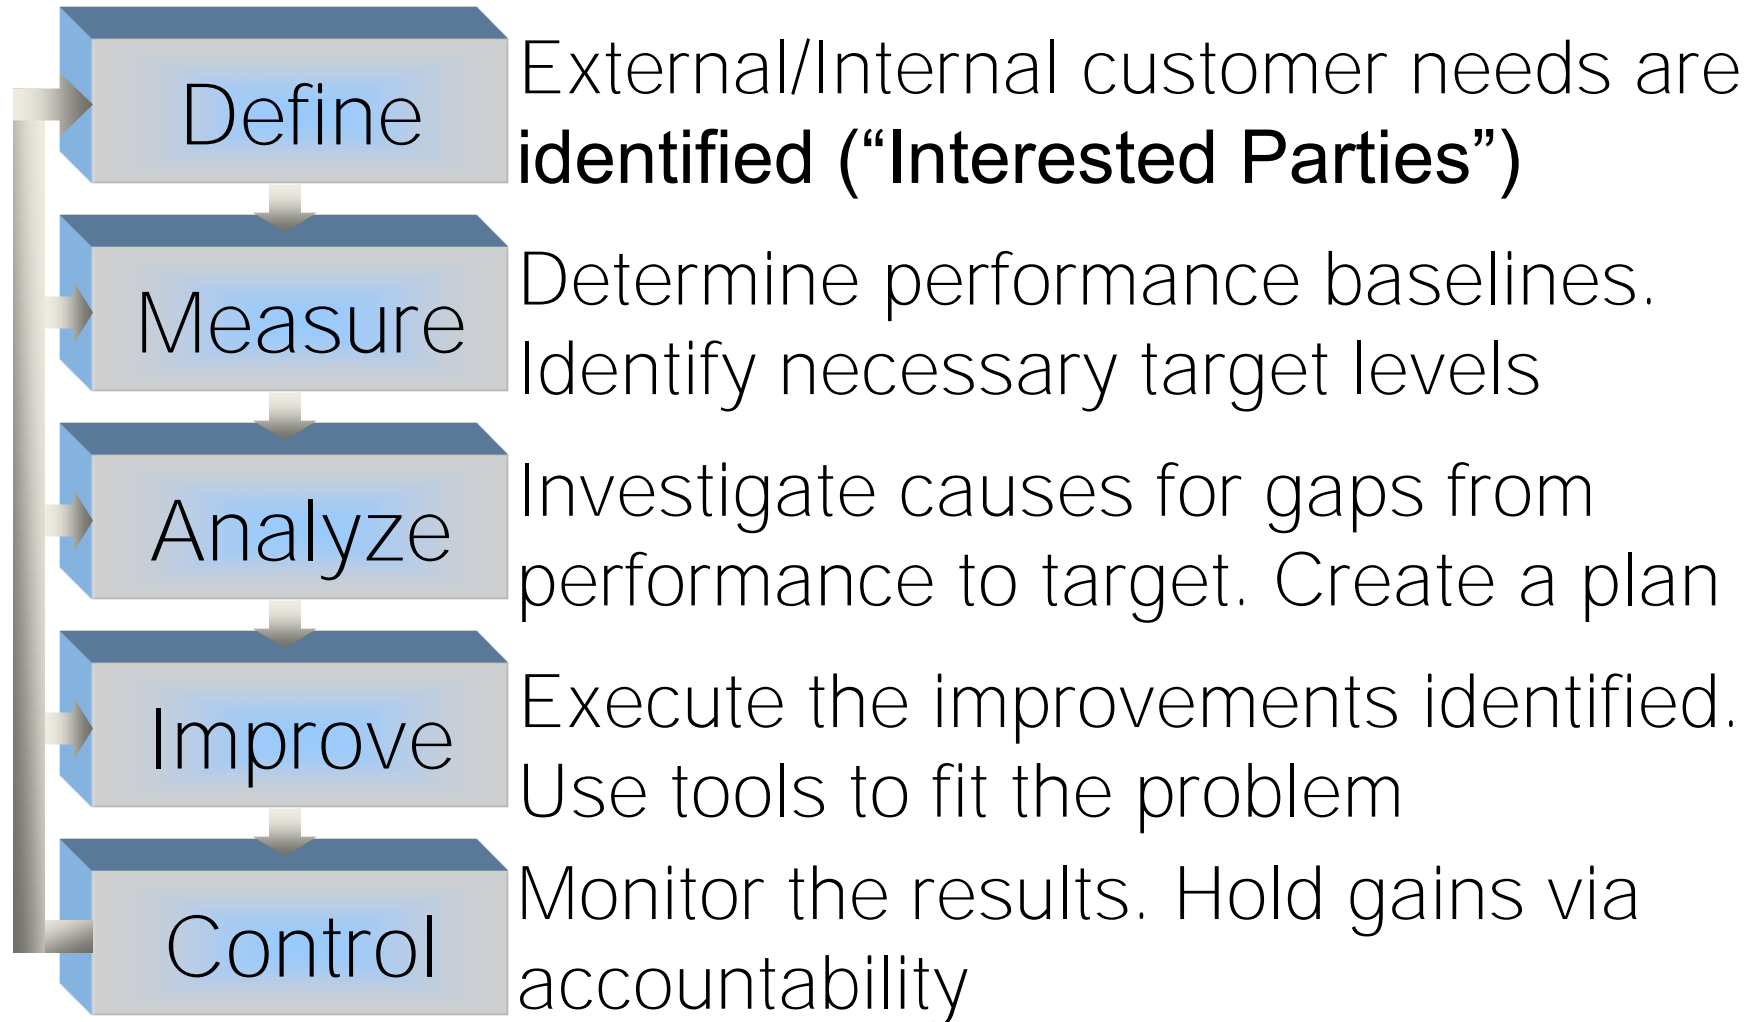 Define
External/Internal customer needs are
identified (“Interested Parties”)
Measure
Determine performance baselines.
Identify necessary target levels
Analyze
Investigate causes for gaps from
performance to target. Create a plan
Improve
Execute the improvements identified.
Use tools to fit the problem
Control
Monitor the results. Hold gains via
accountability